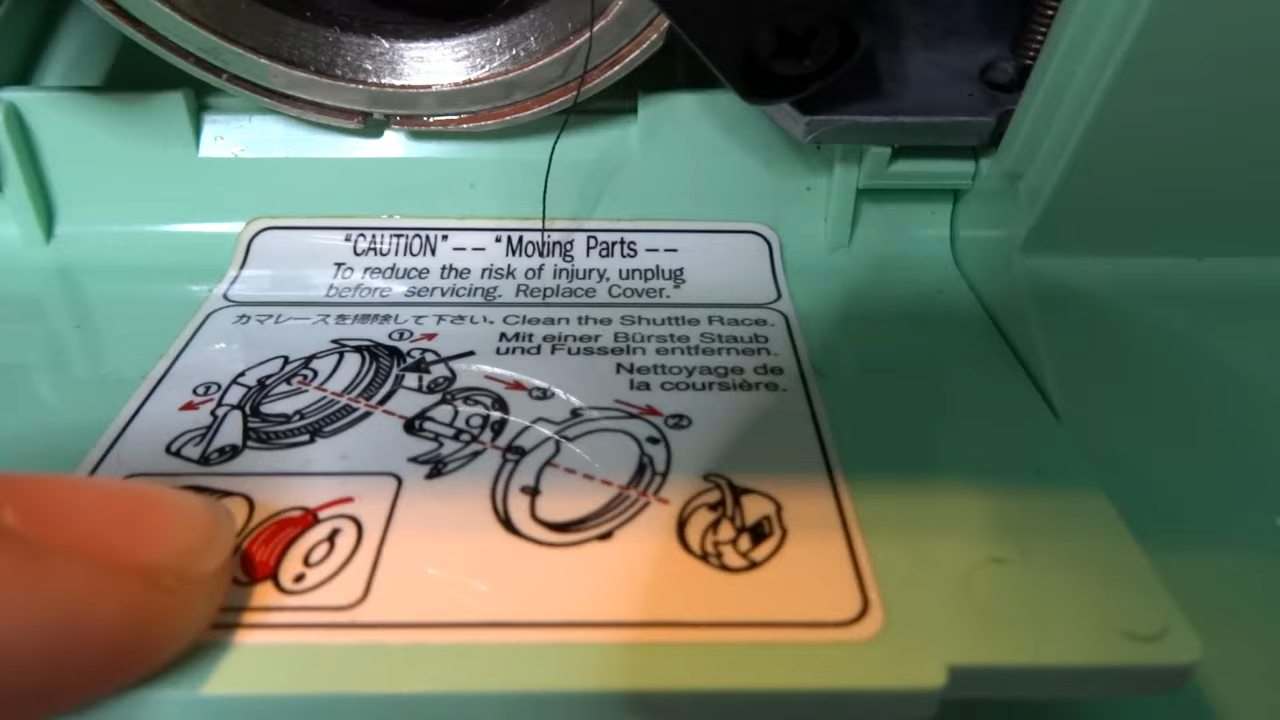 "CAUTION"–– "Moving Parts ––
To reduce the risk of injury, unplug
before servicing. Replace Cover."
カマレースを掃除して下さい。Clean the Shuttle Race.
Mit einer Bürste Staub
und Fusseln entfernen.
Nettoyage de
la coursière.
①
①
③
②